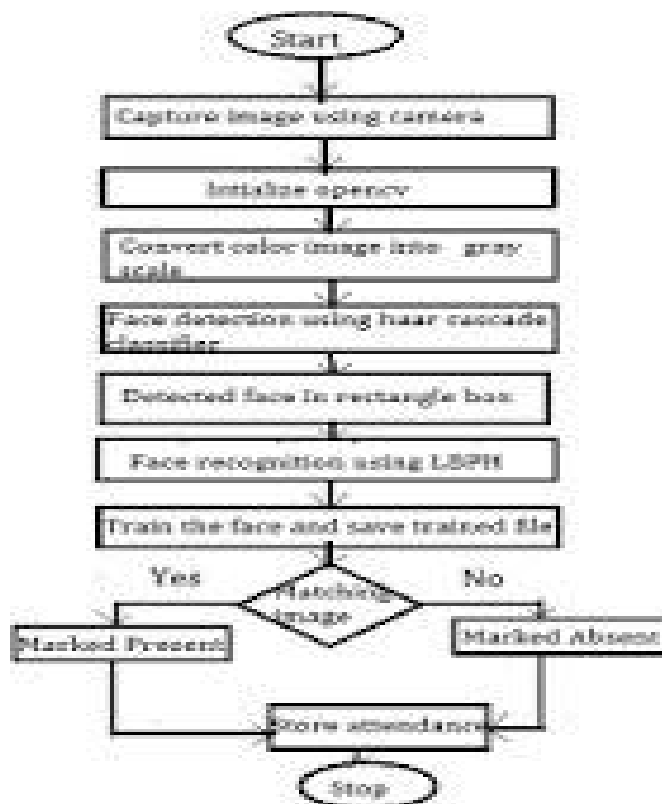 Start
Capture image using camera
Intialize opencv
Convert color image into gray
scale
Face detection using haar cascade
classifier
Detected face in rectangle box
Face recognition using LBPH
Train the face and save trained file
Yes
No
Matching
image
Marked Present
Marked Absent
Store attendance
Stop